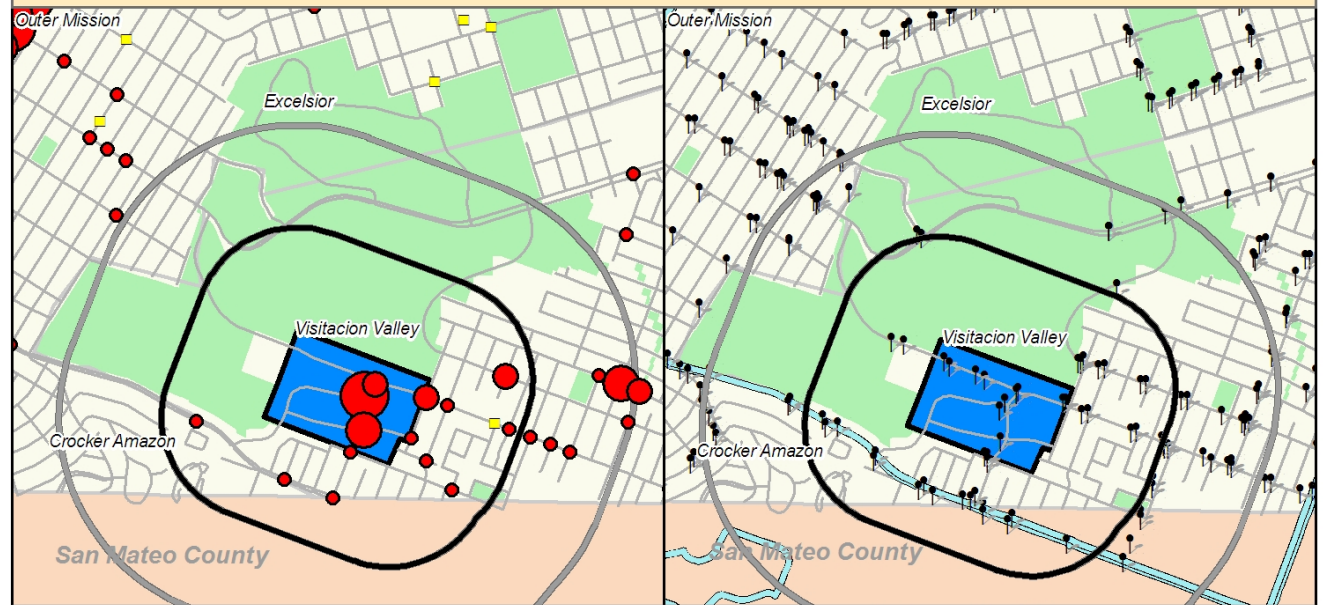 Outer Mission
Excelsior
Visitacion Valley
Crocker Amazon
San Mateo County
Outer Mission
Excelsior
Visitacion Valley
Crocker Amazon
San Mateo County